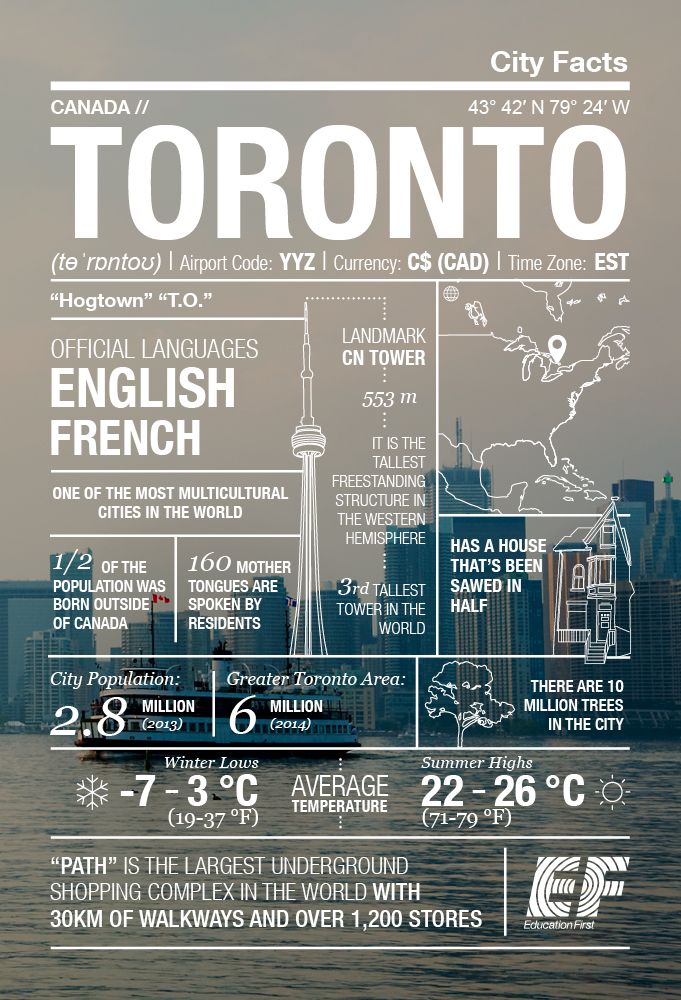 City Facts
CANADA //
43° 42′ N 79° 24′ W
TORONTO
(tɵˈrɒntoʊ) | Airport Code: YYZ | Currency: C$ (CAD) | Time Zone: EST
“Hogtown” “T.O.”
OFFICIAL LANGUAGES
ENGLISH
FRENCH
ONE OF THE MOST MULTICULTURAL
CITIES IN THE WORLD
1/2 OF THE
POPULATION WAS
BORN OUTSIDE
OF CANADA
160 MOTHER
TONGUES ARE
SPOKEN BY
RESIDENTS
LANDMARK
CN TOWER
553 m
IT IS THE
TALLEST
FREESTANDING
STRUCTURE IN
THE WESTERN
HEMISPHERE
3rd TALLEST
TOWER IN THE
WORLD
HAS A HOUSE
THAT’S BEEN
SAWED IN
HALF
City Population:
2.8 MILLION
(2013)
Greater Toronto Area:
6 MILLION
(2014)
THERE ARE 10
MILLION TREES
IN THE CITY
Winter Lows
-7 - 3 °C
(19-37 °F)
AVERAGE
TEMPERATURE
Summer Highs
22 - 26 °C
(71-79 °F)
“PATH” IS THE LARGEST UNDERGROUND
SHOPPING COMPLEX IN THE WORLD WITH
30KM OF WALKWAYS AND OVER 1,200 STORES
EF
Education First